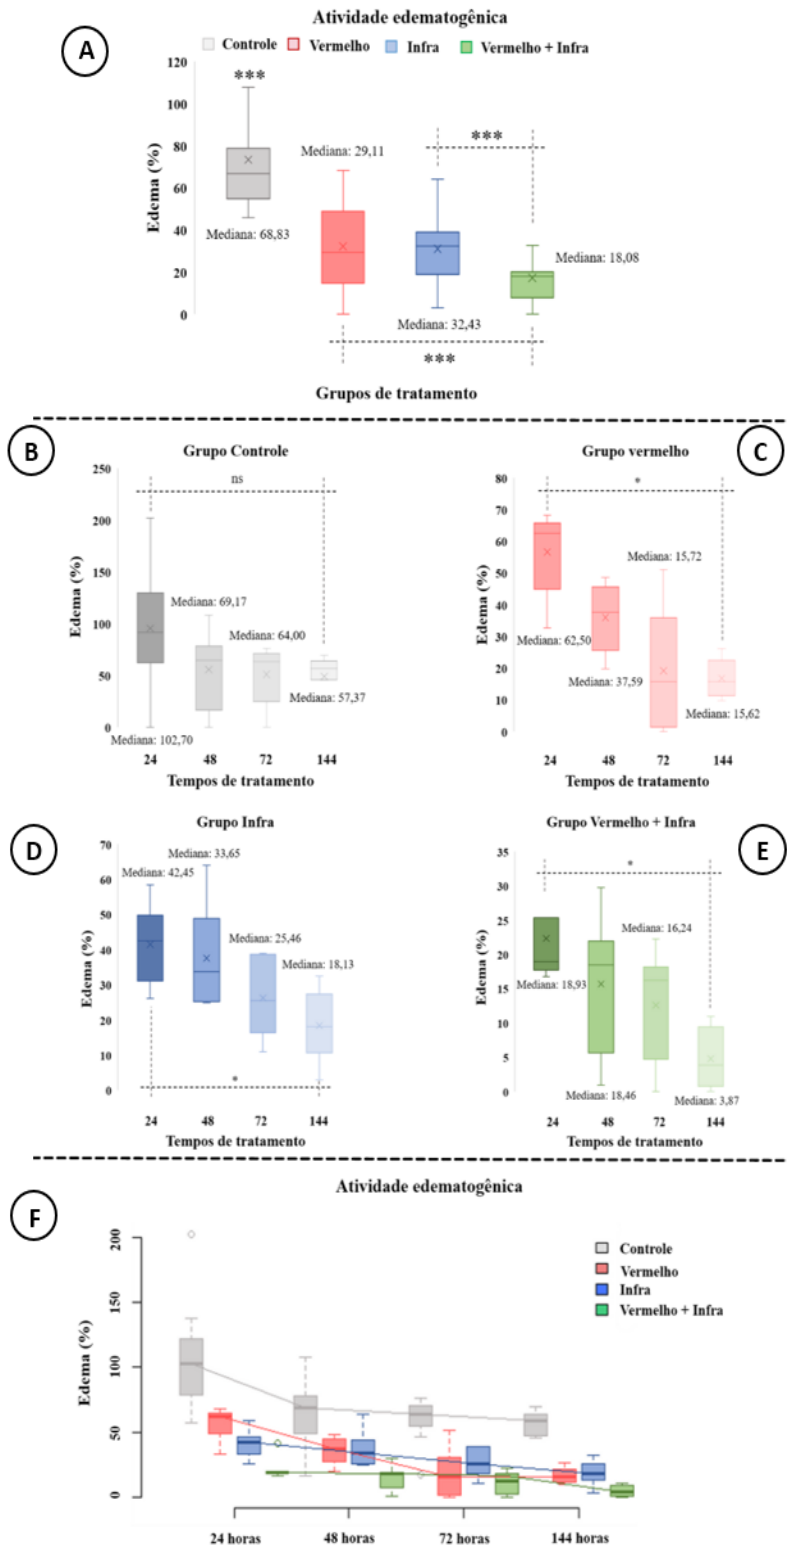 Atividade edematogênica
Controle Vermelho Infra Vermelho + Infra
A
120
100
80
60
40
20
0
Edema (%)
***
Mediana: 68,83
Mediana: 29,11
***
Mediana: 32,43
Mediana: 18,08
***
Grupos de tratamento
B
Grupo Controle
250
200
150
100
50
0
Edema (%)
ns
Mediana: 69,17
Mediana: 64,00
Mediana: 57,37
Mediana: 102,70
24 48 72 144
Tempos de tratamento
C
Grupo vermelho
80
70
60
50
40
30
20
10
0
Edema (%)
*
Mediana: 15,72
Mediana: 62,50
Mediana: 37,59
Mediana: 15,62
24 48 72 144
Tempos de tratamento
D
Grupo Infra
70
60
50
40
30
20
10
0
Edema (%)
Mediana: 33,65
Mediana: 42,45
Mediana: 25,46
Mediana: 18,13
*
24 48 72 144
Tempos de tratamento
E
Grupo Vermelho + Infra
35
30
25
20
15
10
5
0
Edema (%)
*
Mediana: 16,24
Mediana: 18,93
Mediana: 18,46
Mediana: 3,87
24 48 72 144
Tempos de tratamento
F
Atividade edematogênica
200
150
100
50
0
Edema (%)
Controle
Vermelho
Infra
Vermelho + Infra
24 horas 48 horas 72 horas 144 horas